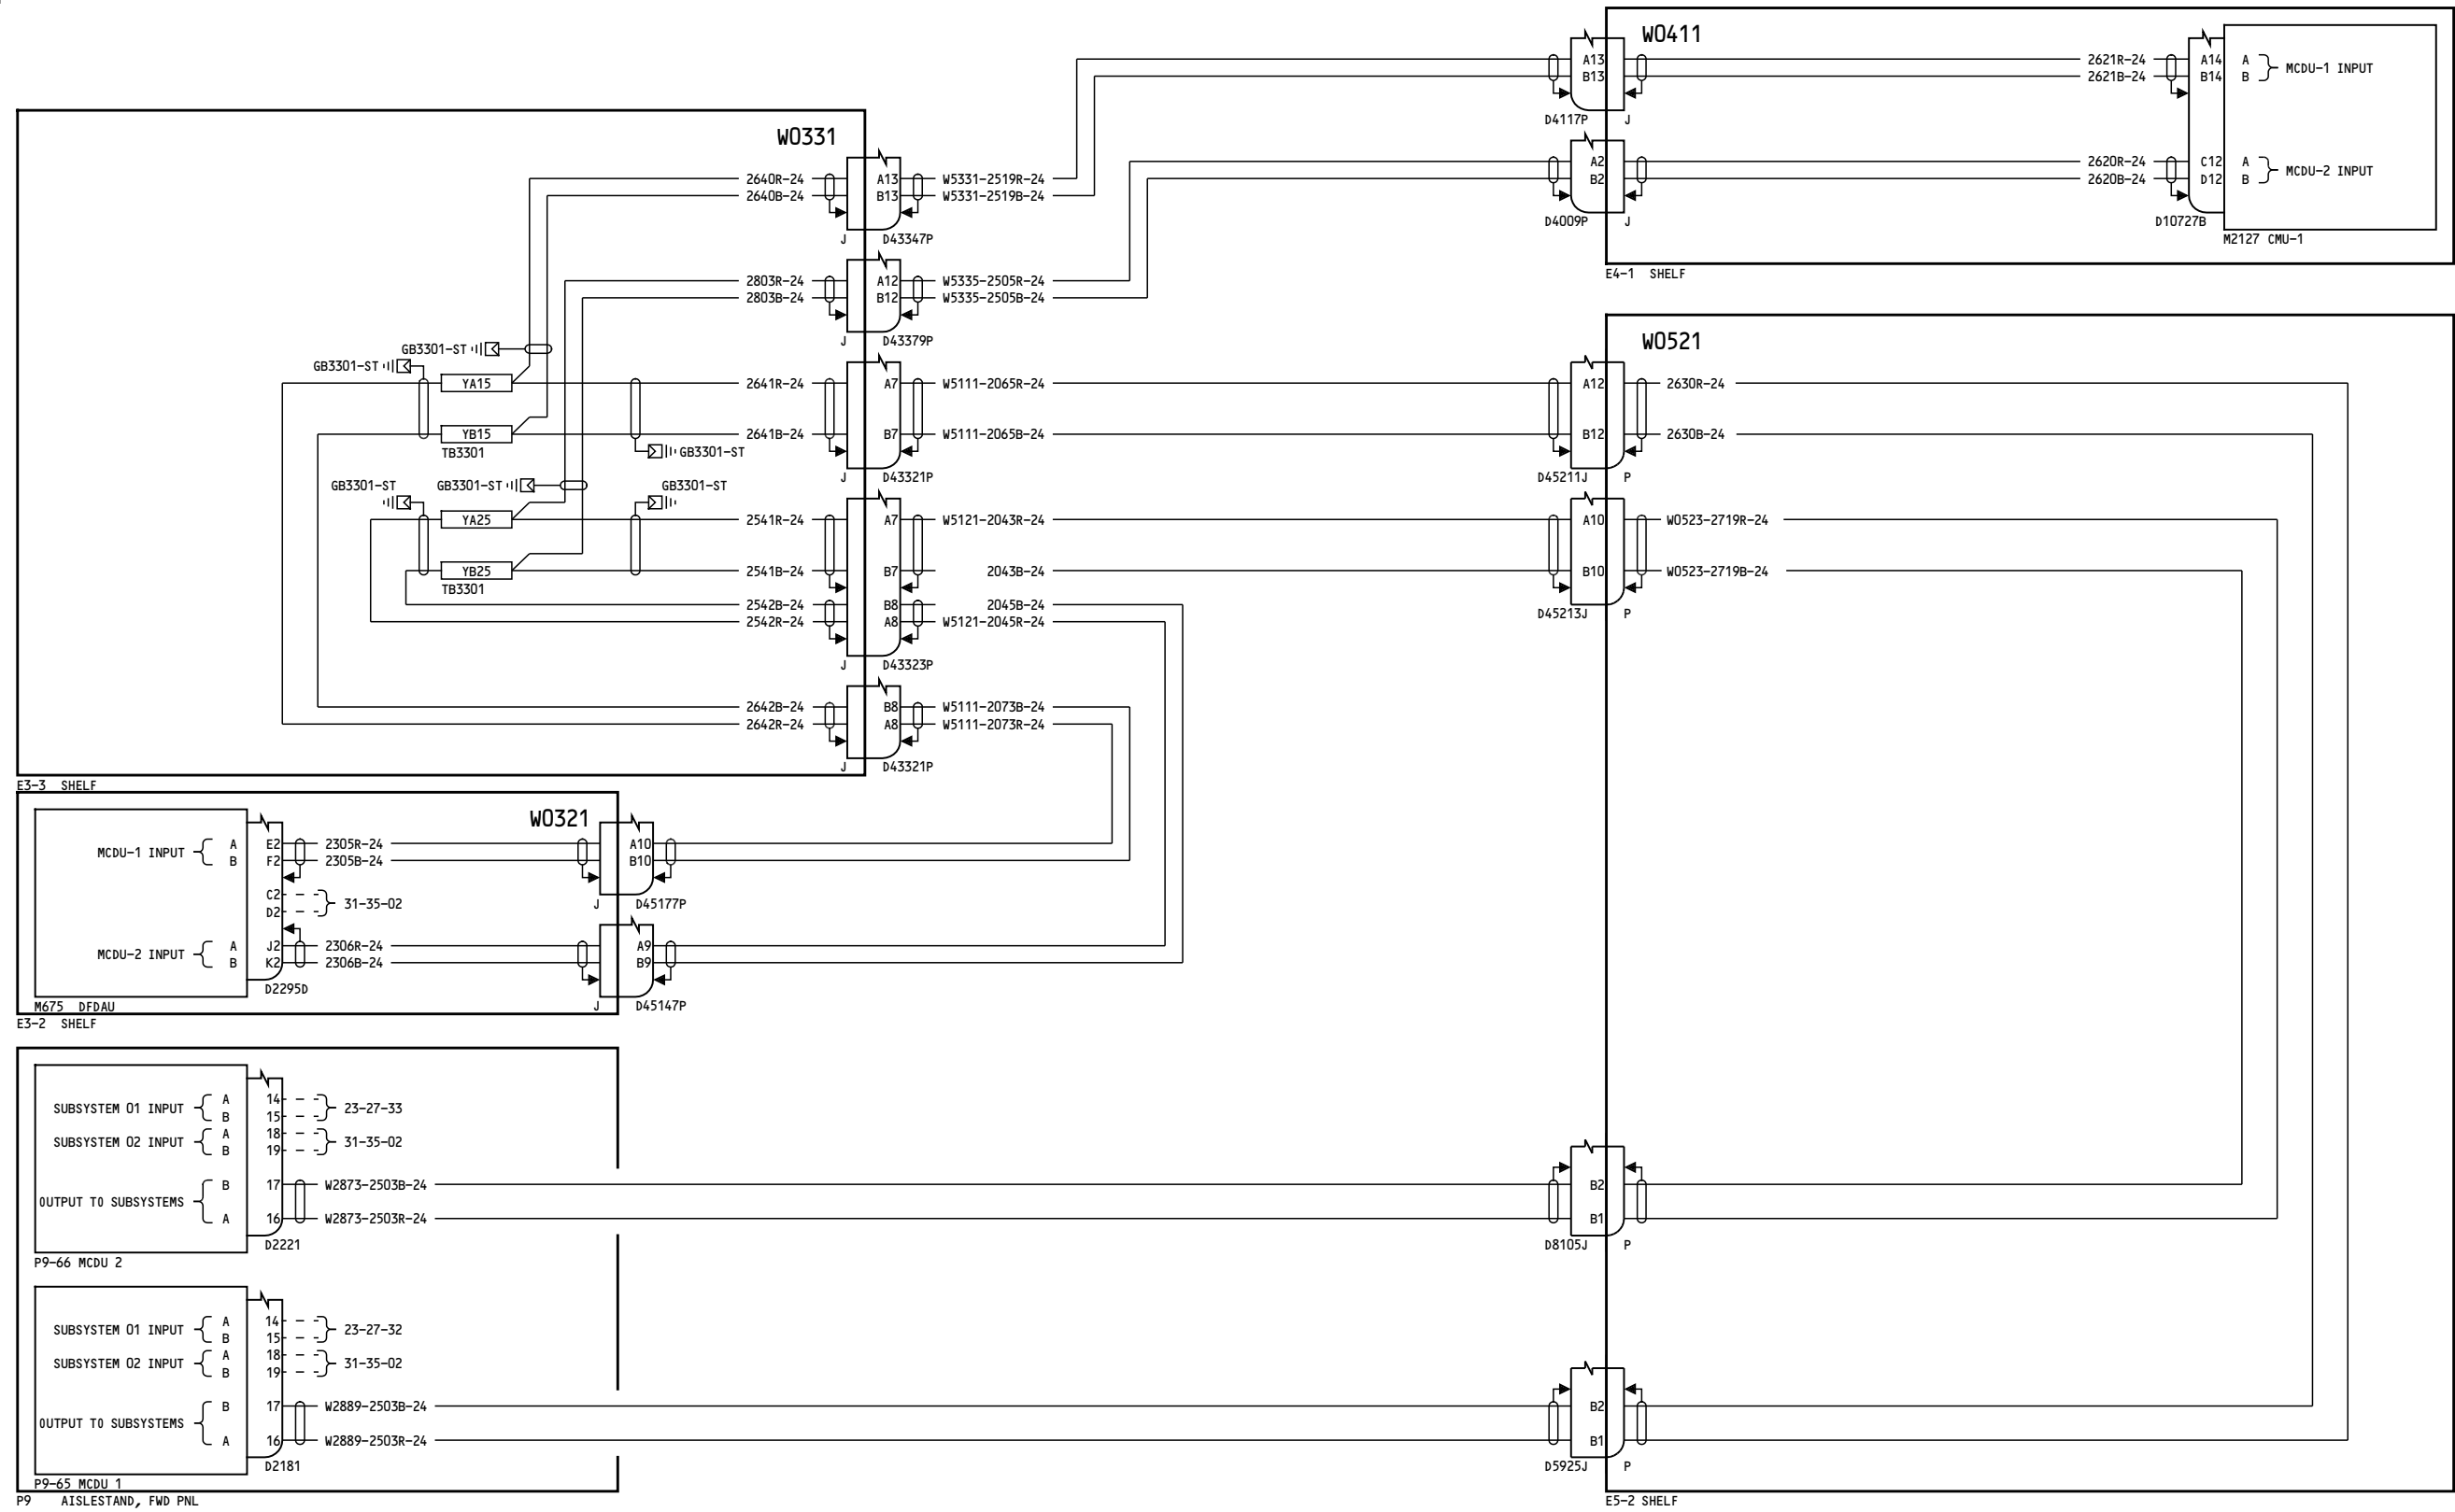 W0411
A13 2621R-24 A14 A
B13 2621B-24 B14 B MCDU-1 INPUT
D4117P J
A2 2620R-24 C12 A
B2 2620B-24 D12 B MCDU-2 INPUT
D4009P J D10727B
M2127 CMU-1
E4-1 SHELF
W0331
2640R-24 A13 W5331-2519R-24
2640B-24 B13 W5331-2519B-24
J D43347P
2803R-24 A12 W5335-2505R-24
2803B-24 B12 W5335-2505B-24
J D43379P
GB3301-ST
GB3301-ST
YA15 2641R-24 A7 W5111-2065R-24
YB15 2641B-24 B7 W5111-2065B-24
TB3301 GB3301-ST
J D43321P
GB3301-ST GB3301-ST GB3301-ST
YA25 2541R-24 A7 W5121-2043R-24
YB25 2541B-24 B7 2043B-24
TB3301
2542B-24 B8 2045B-24
2542R-24 A8 W5121-2045R-24
J D43323P
2642B-24 B8 W5111-2073B-24
2642R-24 A8 W5111-2073R-24
J D43321P
E3-3 SHELF
W0521
A12 2630R-24
B12 2630B-24
D45211J P
A10 W0523-2719R-24
B10 W0523-2719B-24
D45213J P
W0321
MCDU-1 INPUT A E2 2305R-24 A10
B F2 2305B-24 B10
C2
D2 31-35-02
J D45177P
MCDU-2 INPUT A J2 2306R-24 A9
B K2 2306B-24 B9
D2295D
J D45147P
M675 DFDAU
E3-2 SHELF
SUBSYSTEM 01 INPUT A 14
B 15 23-27-33
SUBSYSTEM 02 INPUT A 18
B 19 31-35-02
OUTPUT TO SUBSYSTEMS B 17 W2873-2503B-24 B2
A 16 W2873-2503R-24 B1
D2221 D8105J P
P9-66 MCDU 2
SUBSYSTEM 01 INPUT A 14
B 15 23-27-32
SUBSYSTEM 02 INPUT A 18
B 19 31-35-02
OUTPUT TO SUBSYSTEMS B 17 W2889-2503B-24 B2
A 16 W2889-2503R-24 B1
D2181 D5925J P
P9-65 MCDU 1
P9 AISLESTAND, FWD PNL
E5-2 SHELF